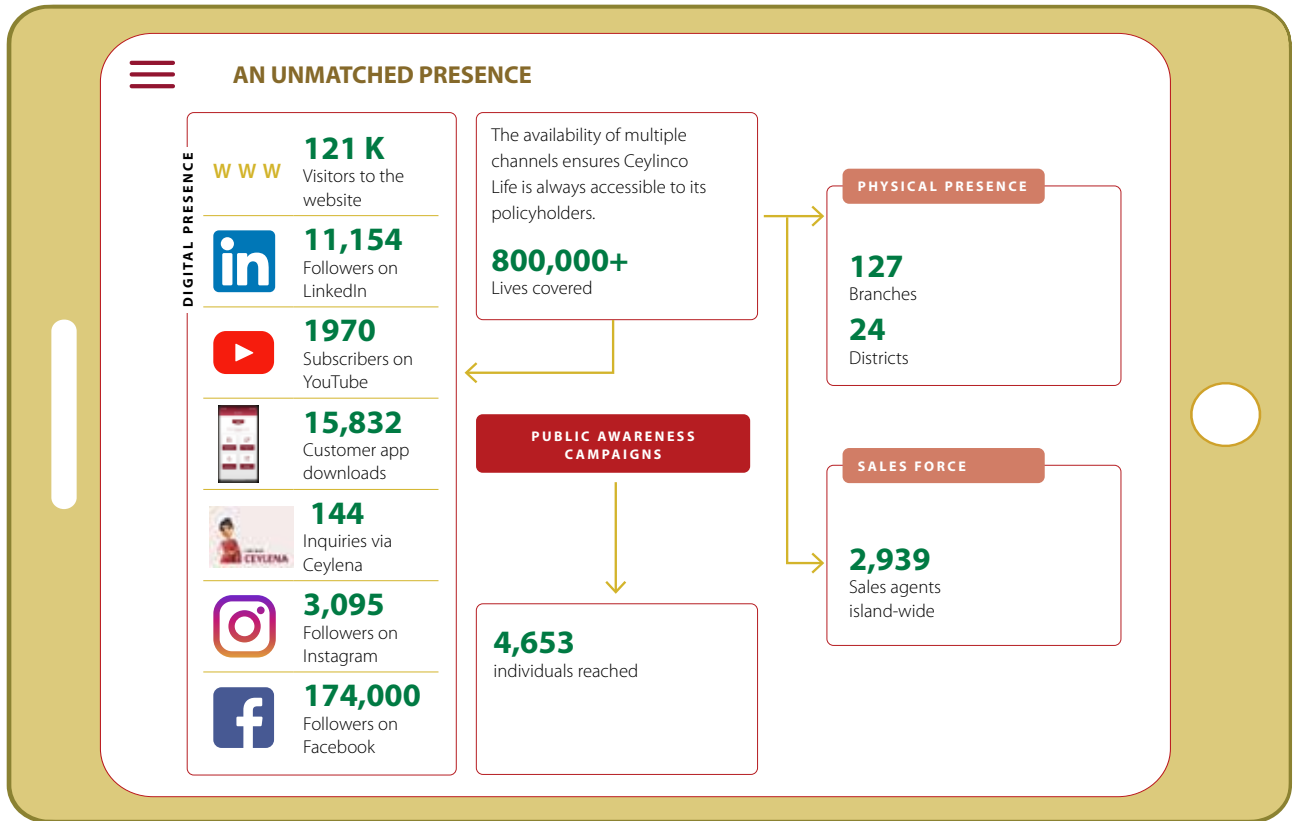 AN UNMATCHED PRESENCE
DIGITAL PRESENCE
W W W
121 K
Visitors to the
website
in
11,154
Followers on
LinkedIn
1970
Subscribers on
YouTube
15,832
Customer app
downloads
CEYLENA
144
Inquiries via
Ceylena
3,095
Followers on
Instagram
f
174,000
Followers on
Facebook
The availability of multiple
channels ensures Ceylinco
Life is always accessible to its
policyholders.
800,000+
Lives covered
PUBLIC AWARENESS
CAMPAIGNS
4,653
individuals reached
PHYSICAL PRESENCE
127
Branches
24
Districts
SALES FORCE
2,939
Sales agents
island-wide